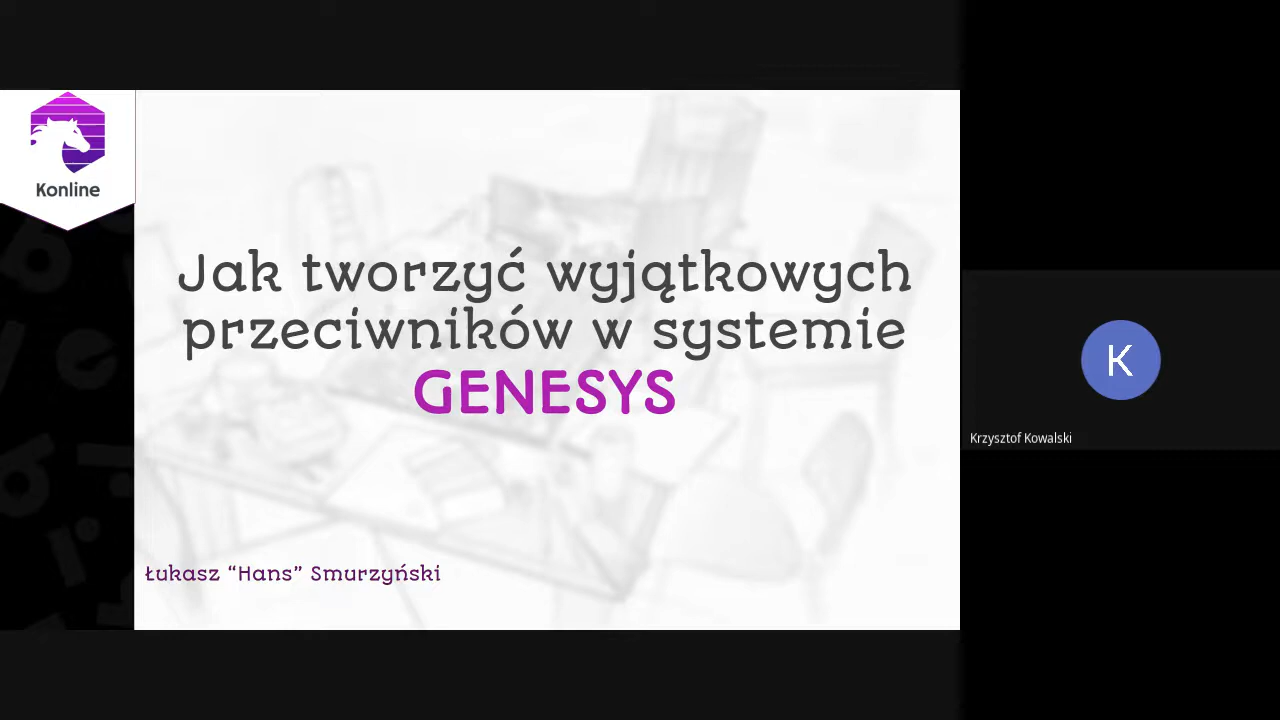 Konline
Jak tworzyć wyjątkowych
przeciwników w systemie
GENESYS
Łukasz “Hans” Smurzyński
K
Krzysztof Kowalski